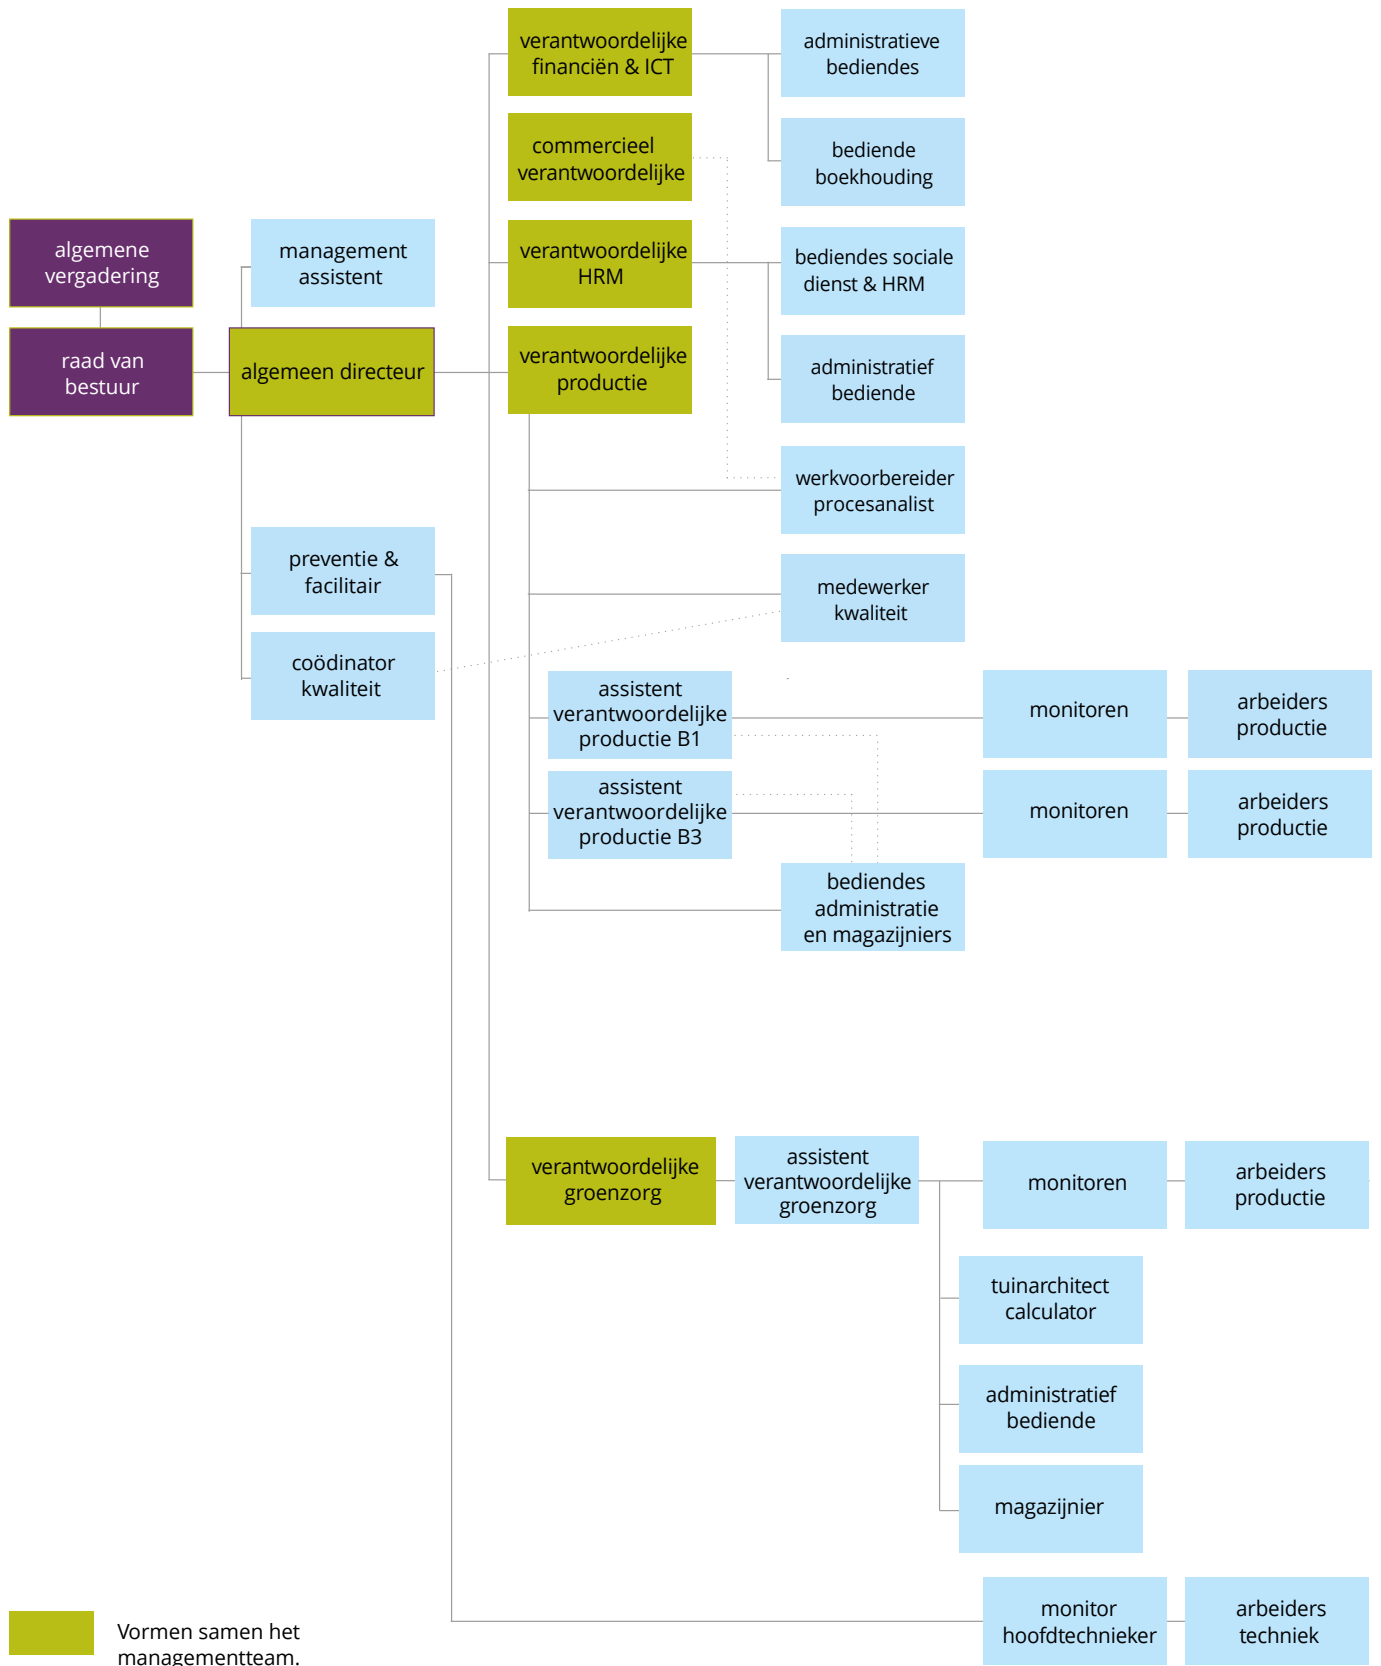 verantwoordelijke
financiën & ICT
administratieve
bediendes
commercieel
verantwoordelijke
bediende
boekhouding
algemene
vergadering
management
assistent
verantwoordelijke
HRM
bediendes sociale
dienst & HRM
raad van
bestuur
algemeen directeur
verantwoordelijke
productie
administratief
bediende
werkvoorbereider
procesanalist
preventie &
facilitair
medewerker
kwaliteit
coödinator
kwaliteit
assistent
verantwoordelijke
productie B1
monitoren
arbeiders
productie
assistent
verantwoordelijke
productie B3
monitoren
arbeiders
productie
bediendes
administratie
en magazijniers
verantwoordelijke
groenzorg
assistent
verantwoordelijke
groenzorg
monitoren
arbeiders
productie
tuinarchitect
calculator
administratief
bediende
magazijnier
monitor
hoofdtechnieker
arbeiders
techniek
Vormen samen het
managementteam.